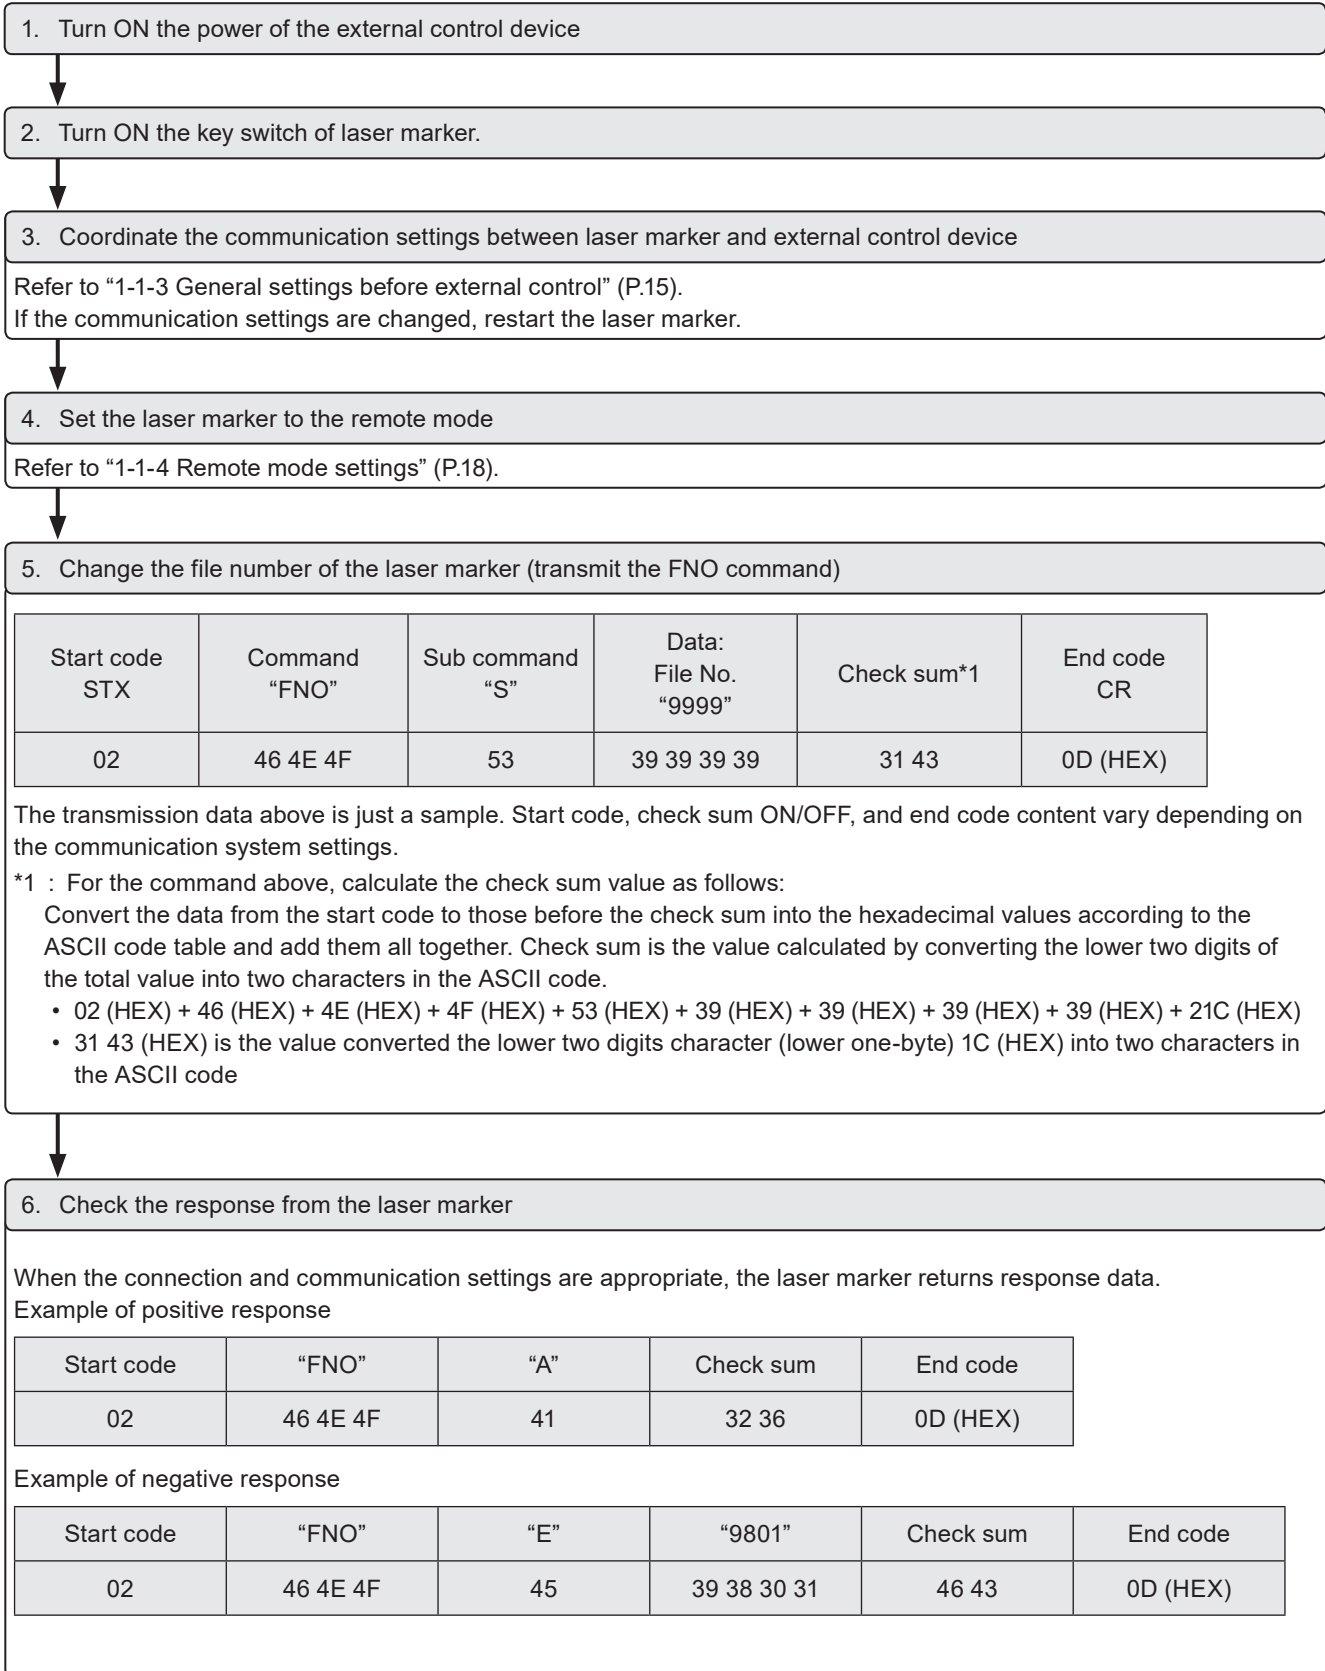 1. Turn ON the power of the external control device
2. Turn ON the key switch of laser marker.
3. Coordinate the communication settings between laser marker and external control device
Refer to “1-1-3 General settings before external control” (P.15).
If the communication settings are changed, restart the laser marker.
4. Set the laser marker to the remote mode
Refer to “1-1-4 Remote mode settings” (P.18).
5. Change the file number of the laser marker (transmit the FNO command)
Start code STX | Command “FNO” | Sub command “S” | Data: File No. “9999” | Check sum*1 | End code CR
02 | 46 4E 4F | 53 | 39 39 39 39 | 31 43 | 0D (HEX)
The transmission data above is just a sample. Start code, check sum ON/OFF, and end code content vary depending on
the communication system settings.
*1 : For the command above, calculate the check sum value as follows:
Convert the data from the start code to those before the check sum into the hexadecimal values according to the
ASCII code table and add them all together. Check sum is the value calculated by converting the lower two digits of
the total value into two characters in the ASCII code.
• 02 (HEX) + 46 (HEX) + 4E (HEX) + 4F (HEX) + 53 (HEX) + 39 (HEX) + 39 (HEX) + 39 (HEX) + 39 (HEX) + 21C (HEX)
• 31 43 (HEX) is the value converted the lower two digits character (lower one-byte) 1C (HEX) into two characters in
the ASCII code
6. Check the response from the laser marker
When the connection and communication settings are appropriate, the laser marker returns response data.
Example of positive response
Start code | “FNO” | “A” | Check sum | End code
02 | 46 4E 4F | 41 | 32 36 | 0D (HEX)
Example of negative response
Start code | “FNO” | “E” | “9801” | Check sum | End code
02 | 46 4E 4F | 45 | 39 38 30 31 | 46 43 | 0D (HEX)